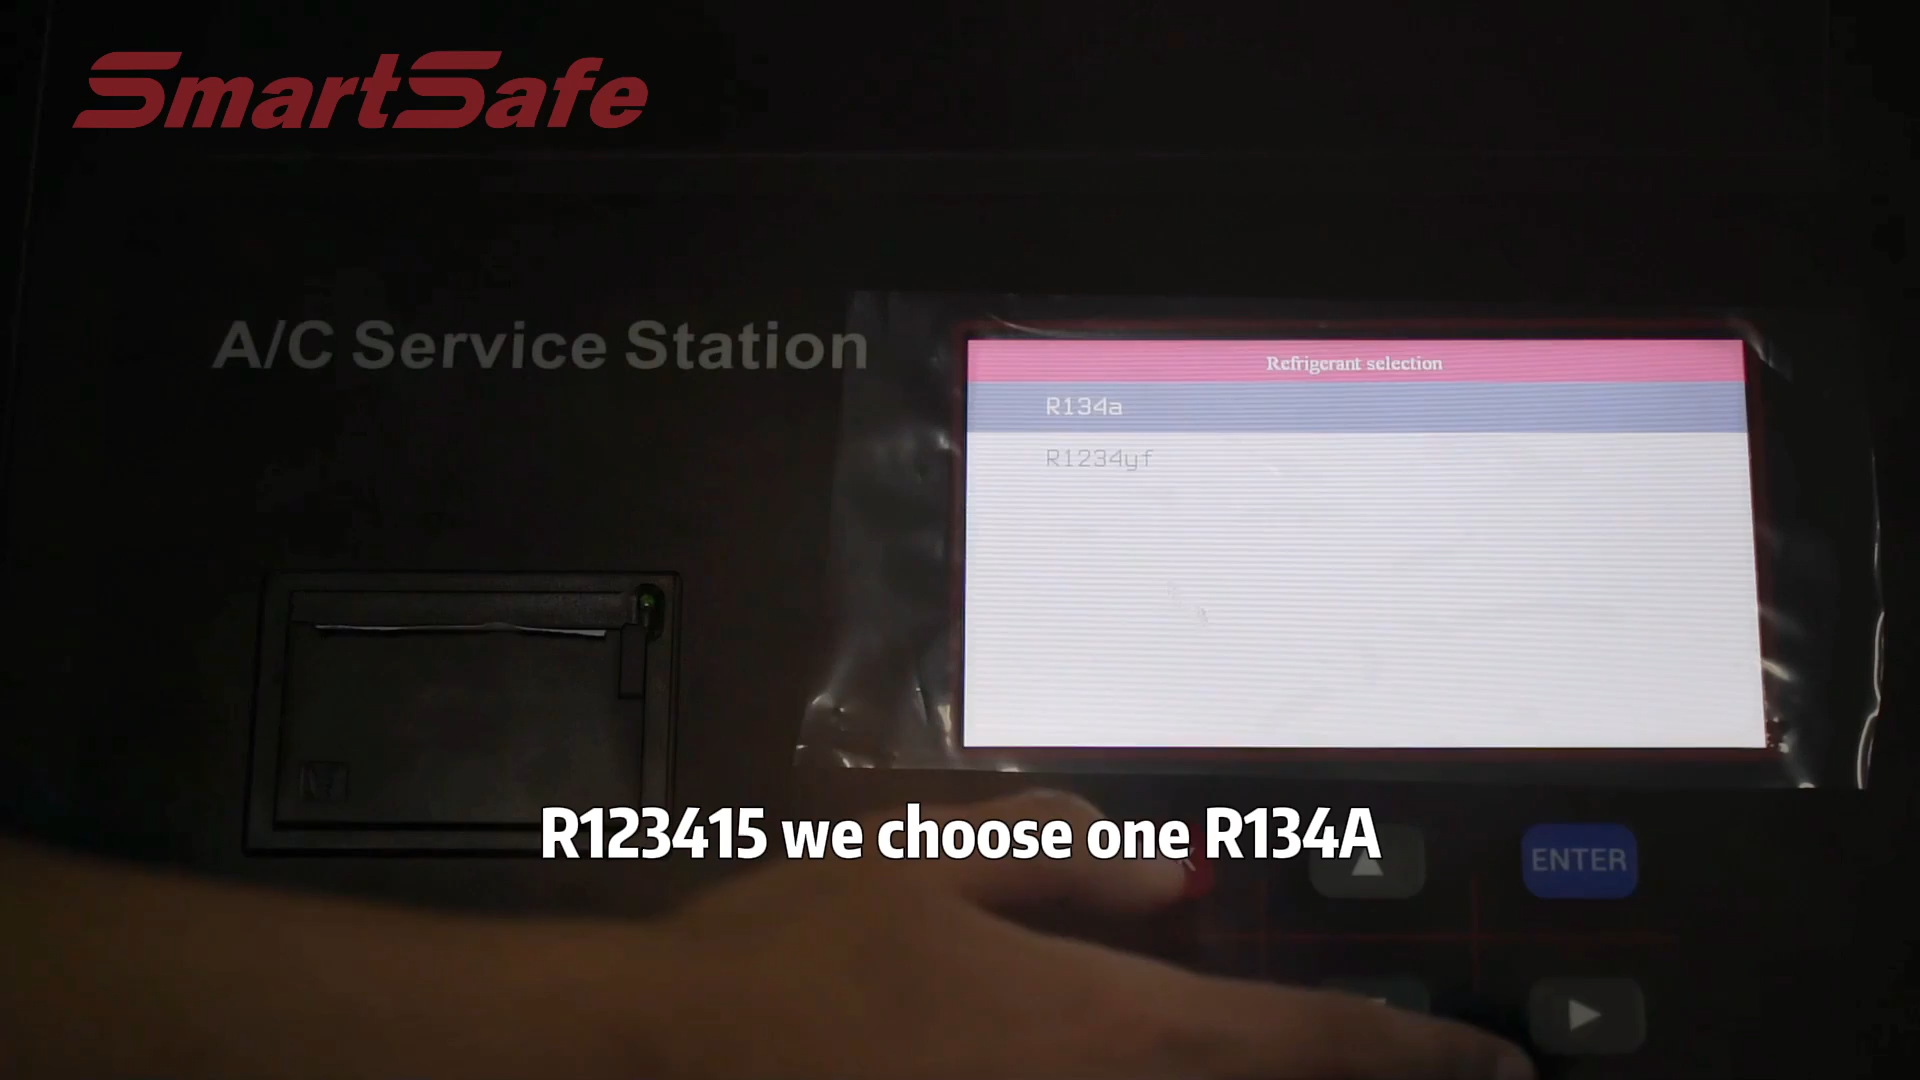 SmartSafe
A/C Service Station
Refrigerant selection
R134a
R1234yf
R123415 we choose one R134A
ENTER